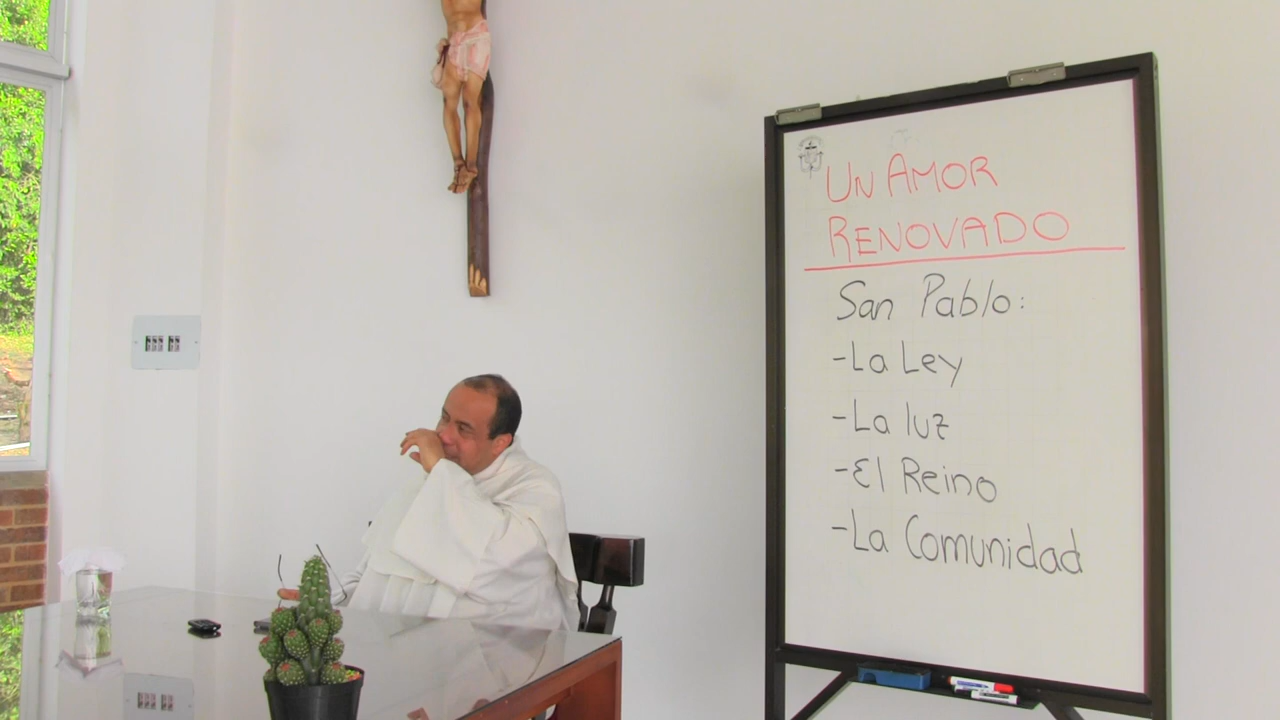 UN AMOR
RENOVADO
San Pablo:
-La Ley
-La luz
-El Reino
-La Comunidad